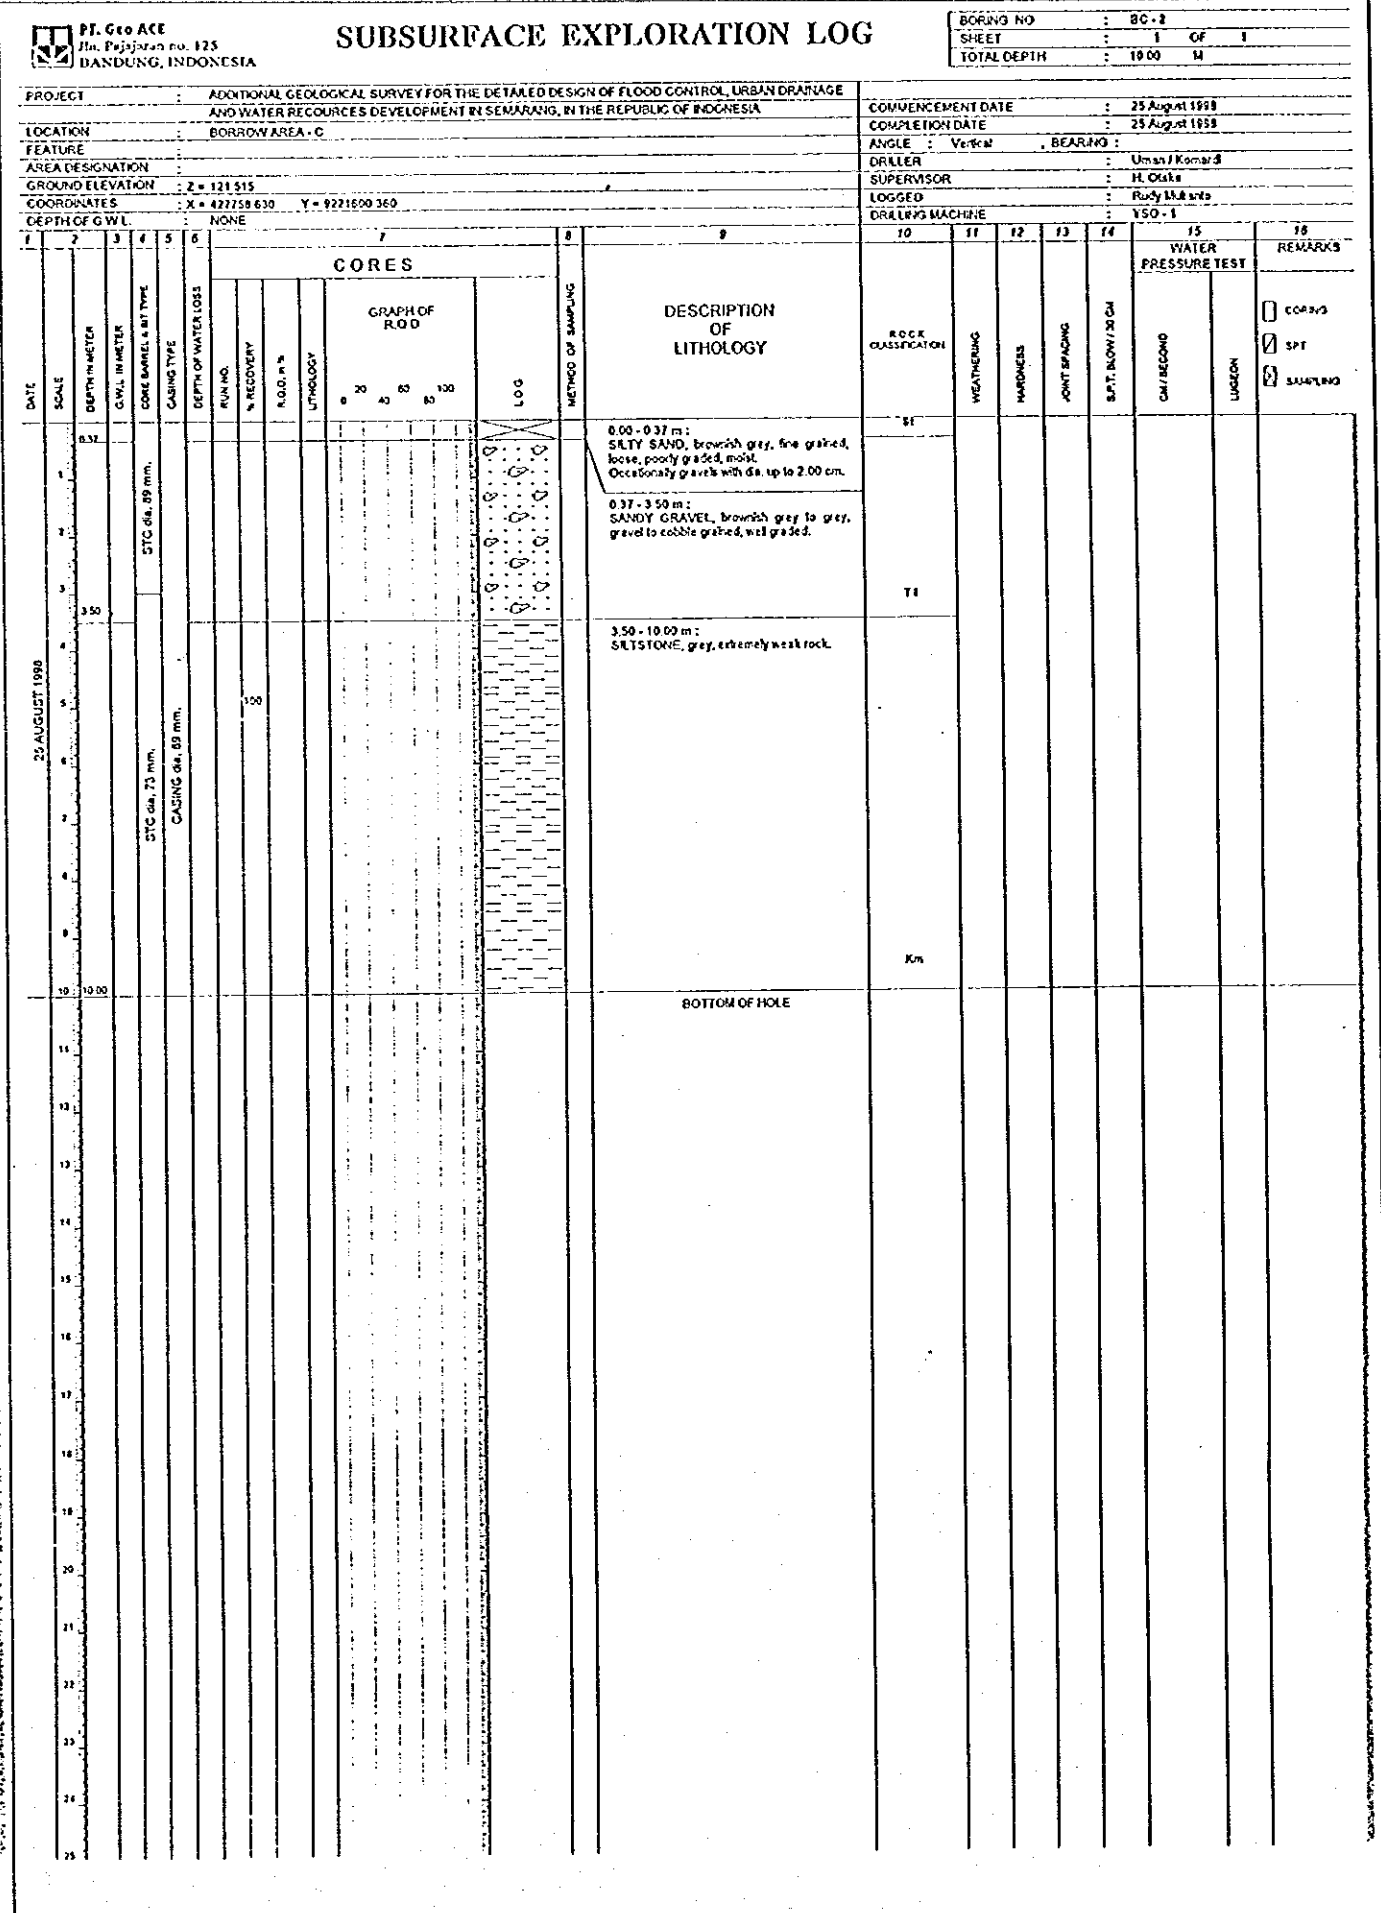 PT. Geo ACE
Jln. Pajajaran no. 125
BANDUNG, INDONESIA
SUBSURFACE EXPLORATION LOG
BORING NO : BC-2
SHEET : 1 OF 1
TOTAL DEPTH : 10.00 M
PROJECT : ADDITIONAL GEOLOGICAL SURVEY FOR THE DETAILED DESIGN OF FLOOD CONTROL, URBAN DRAINAGE
AND WATER RECOURCES DEVELOPMENT IN SEMARANG, IN THE REPUBLIC OF INDONESIA
LOCATION : BORROW AREA - C
FEATURE :
AREA DESIGNATION :
GROUND ELEVATION : Z = 121.515
COORDINATES : X = 427758.630 Y = 9221600.360
DEPTH OF G W L : NONE
COMMENCEMENT DATE : 25 August 1998
COMPLETION DATE : 25 August 1998
ANGLE : Vertical , BEARING :
DRILLER : Uman / Komardi
SUPERVISOR : H. Otska
LOGGED : Rudy
DRILLING MACHINE : YSO - 1
1 2 3 4 5 6 7 8 9 10 11 12 13 14 15 16
CORES
WATER
PRESSURE TEST
REMARKS
DATE
SCALE
DEPTH IN METER
G.W.L. IN METER
CORE BARREL & BIT TYPE
CASING TYPE
DEPTH OF WATER LOSS
RUN NO.
% RECOVERY
R.Q.D. in %
LITHOLOGY
GRAPH OF
R.Q.D
20 60 100
0 40 80
LOG
METHOD OF SAMPLING
DESCRIPTION
OF
LITHOLOGY
ROCK
CLASSIFICATION
WEATHERING
HARDNESS
JOINT SPACING
S.P.T. BLOW / 30 CM
CM / SECOND
LUGEON
CORING
SPT
SAMPLING
0.37
0.00 - 0.37 m :
SILTY SAND, brownish grey, fine grained,
loose, poorly graded, moist.
Occationaly gravels with dia. up to 2.00 cm.
0.37 - 3.50 m :
SANDY GRAVEL, brownish grey to grey,
gravel to cobble grained, well graded.
1
2
3
STC dia. 89 mm.
3.50
3.50 - 10.00 m :
SILTSTONE, grey, extremely weak rock.
4
25 AUGUST 1998
5
100
6
STC dia. 73 mm.
CASING dia. 89 mm.
7
9
Km
10 10.00
BOTTOM OF HOLE
11
12
13
14
15
16
17
18
19
20
21
22
23
24
25